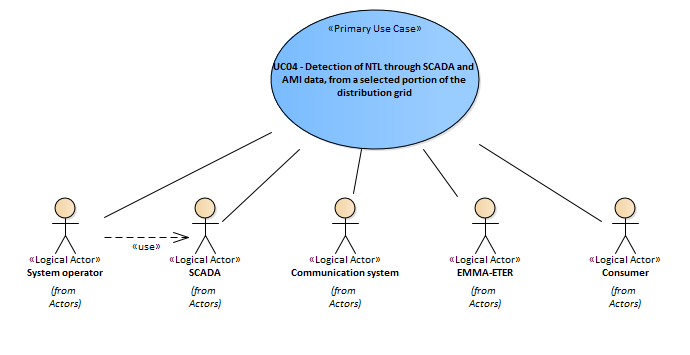 «Primary Use Case»
UC04 - Detection of NTL through SCADA and
AMI data, from a selected portion of the
distribution grid
«use»
«Logical Actor» «Logical Actor» «Logical Actor» «Logical Actor» «Logical Actor»
System operator SCADA Communication system EMMA-ETER Consumer
(from (from (from (from (from
Actors) Actors) Actors) Actors) Actors)